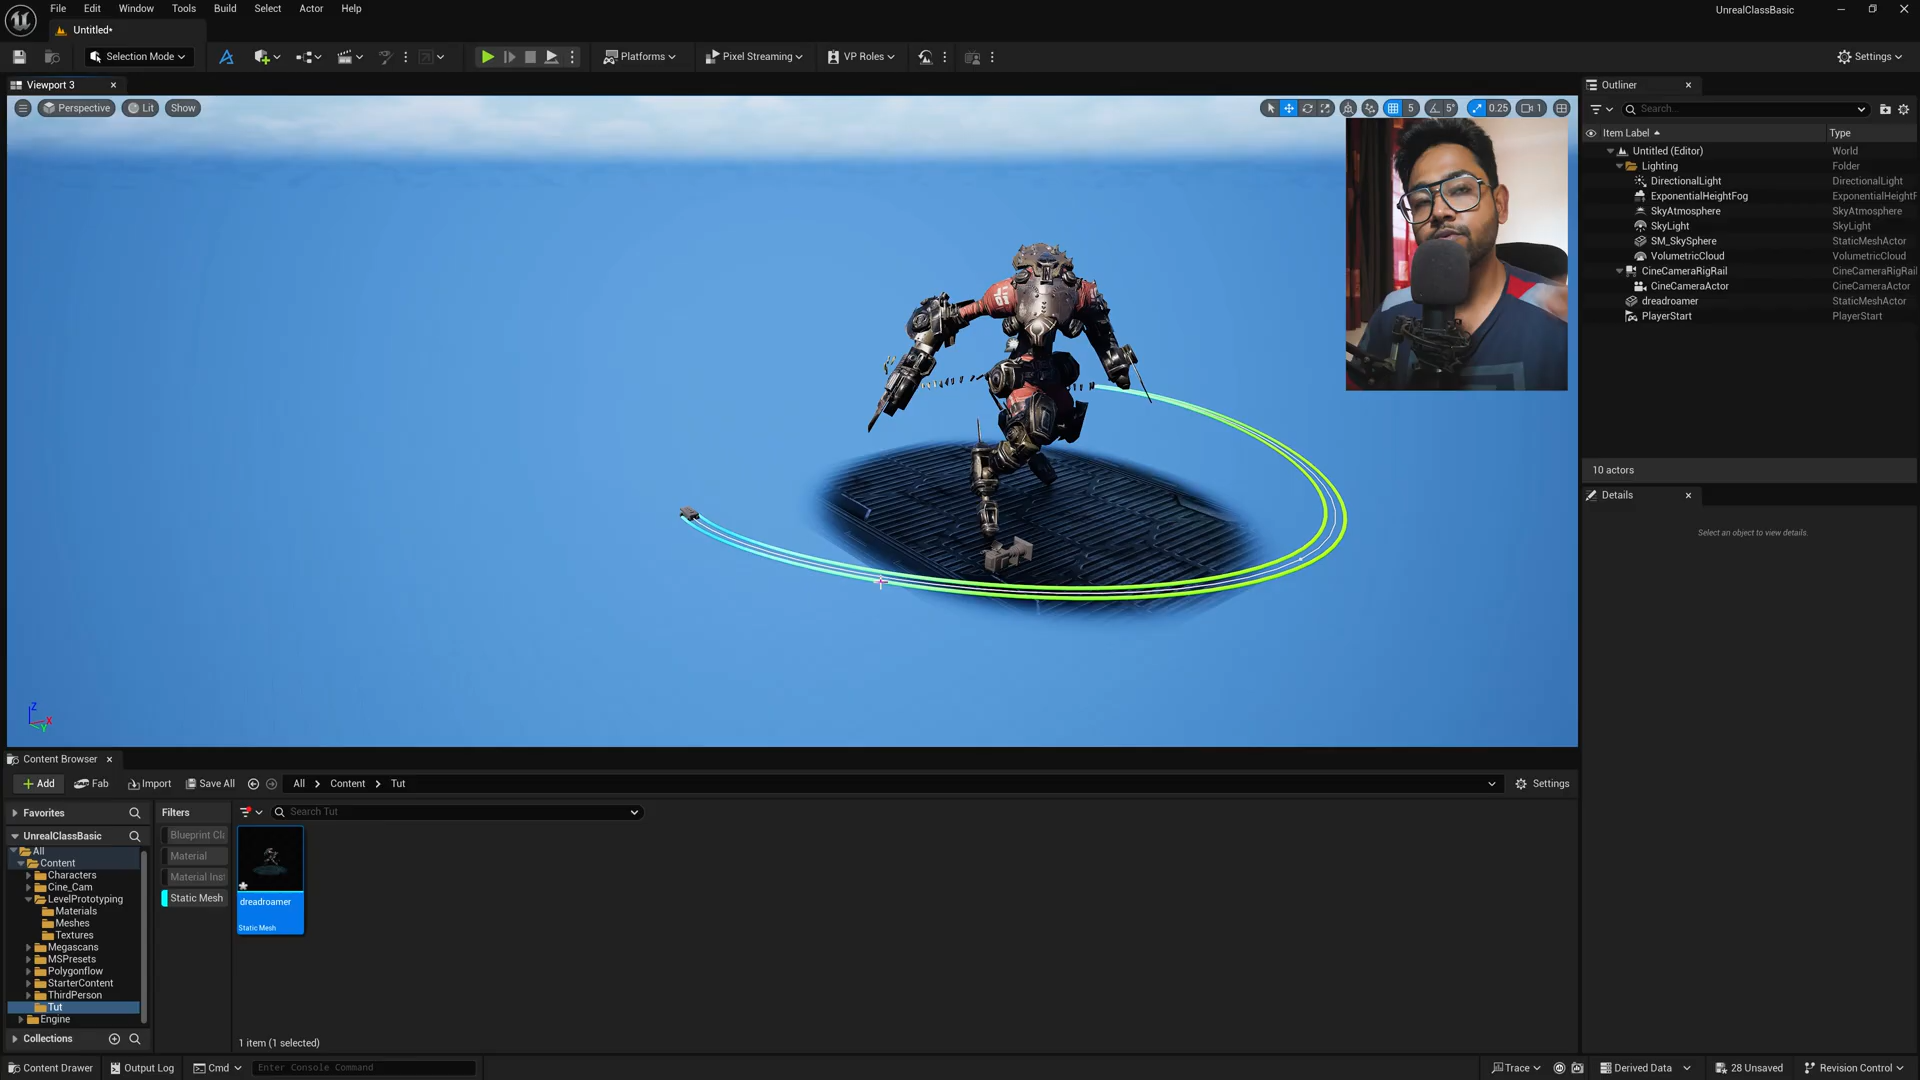 File Edit Window Tools Build Select Actor Help
UnrealClassBasic
Untitled*
Selection Mode
Platforms
Pixel Streaming
VP Roles
Settings
Viewport 3
Perspective
Lit
Show
5
5°
0.25
1
Outliner
Search...
Item Label
Type
Untitled (Editor) World
Lighting Folder
DirectionalLight DirectionalLight
ExponentialHeightFog ExponentialHeightF
SkyAtmosphere SkyAtmosphere
SkyLight SkyLight
SM_SkySphere StaticMeshActor
VolumetricCloud VolumetricCloud
CineCameraRigRail CineCameraRigRail
CineCameraActor CineCameraActor
dreadroamer StaticMeshActor
PlayerStart PlayerStart
10 actors
Details
Select an object to view details.
Z
X
Y
Content Browser
Add
Fab
Import
Save All
All
Content
Tut
Settings
Favorites
UnrealClassBasic
All
Content
Characters
Cine_Cam
LevelPrototyping
Materials
Meshes
Textures
Megascans
MSPresets
Polygonflow
StarterContent
ThirdPerson
Tut
Engine
Collections
Filters
Blueprint Cl
Material
Material Ins
Static Mesh
Search Tut
dreadroamer
Static Mesh
1 item (1 selected)
Content Drawer
Output Log
Cmd
Enter Console Command
Trace
Derived Data
28 Unsaved
Revision Control